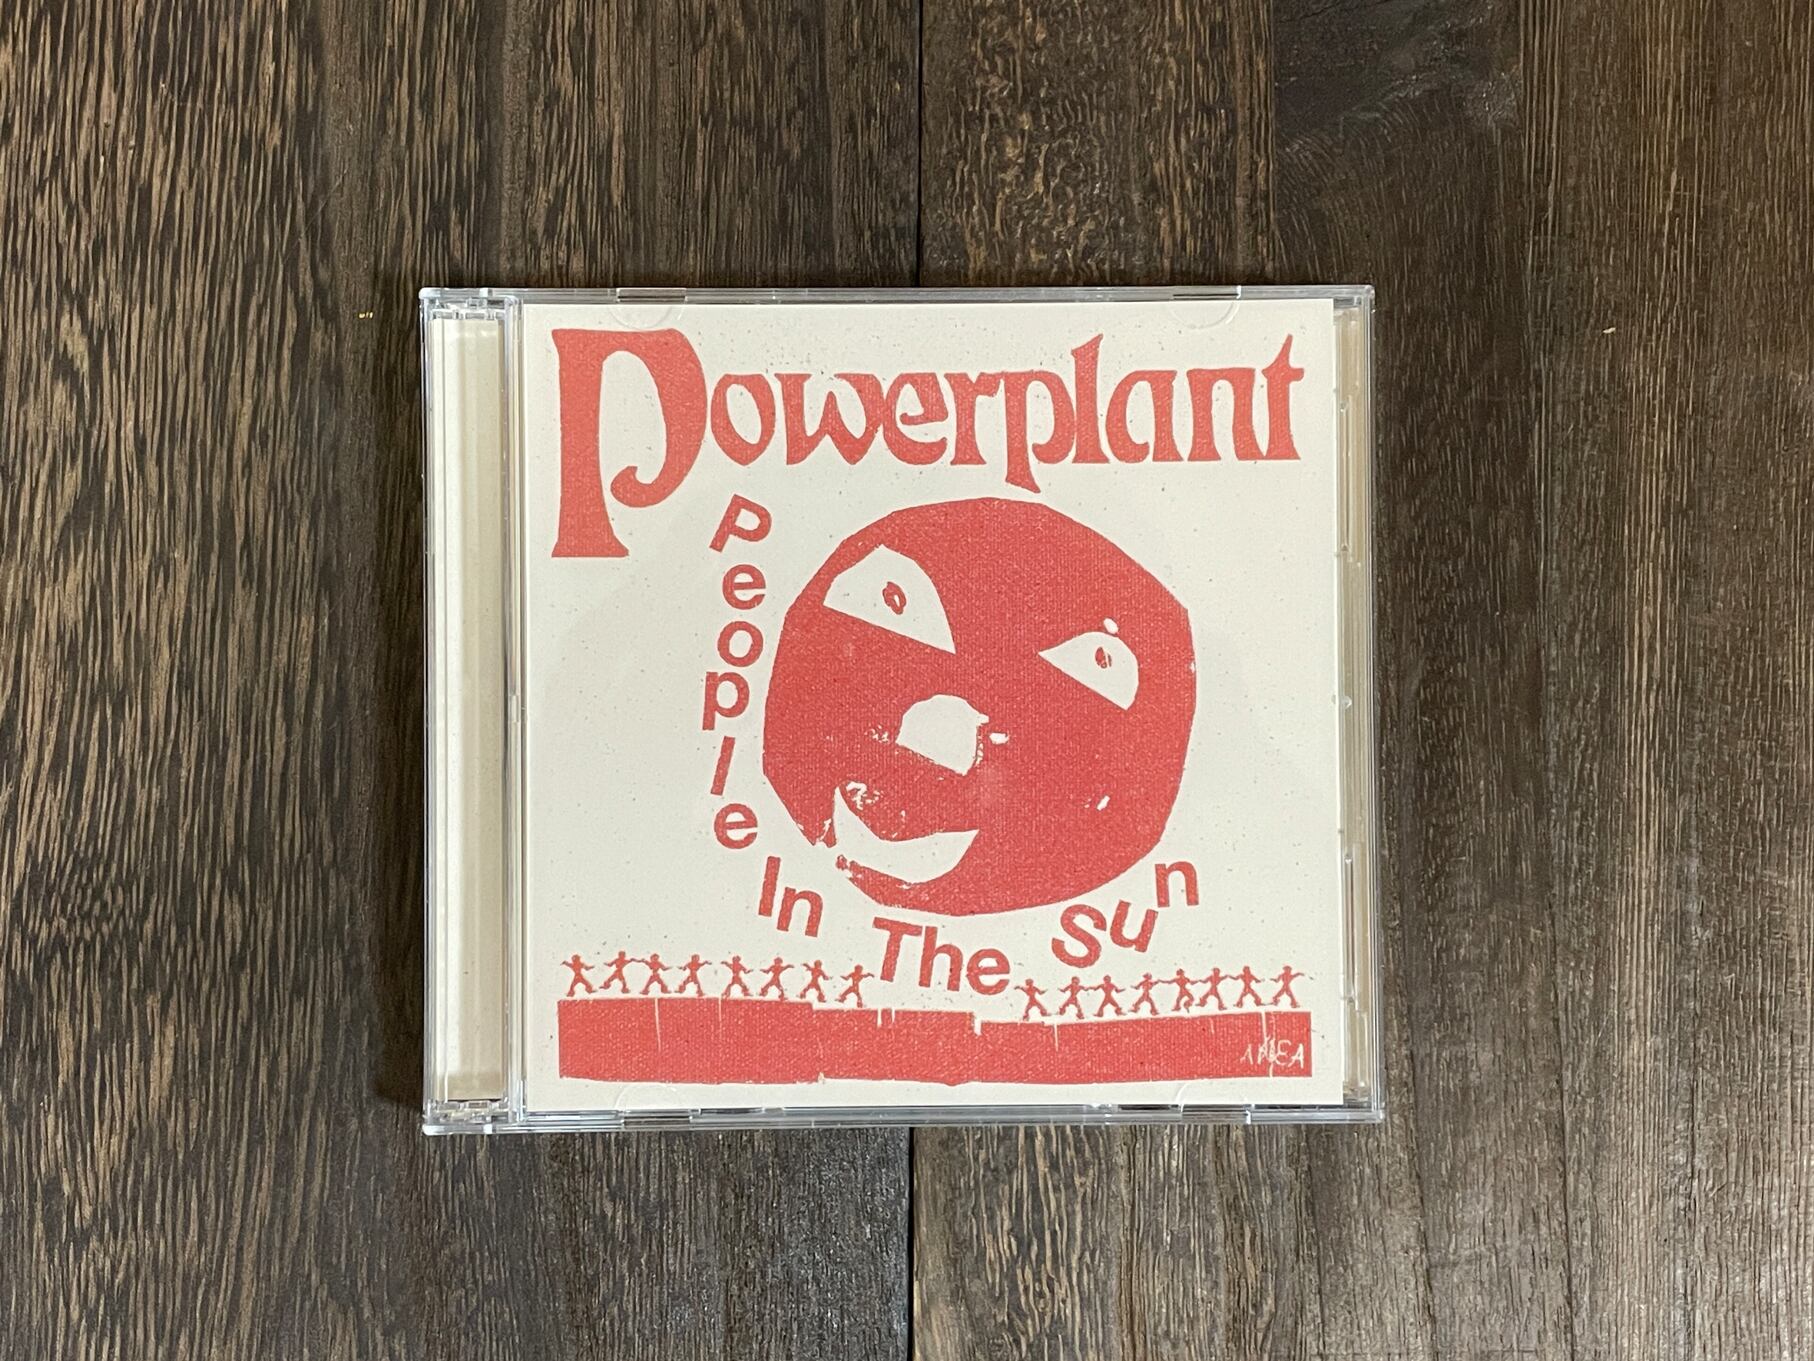 Powerplant
People In The Sun